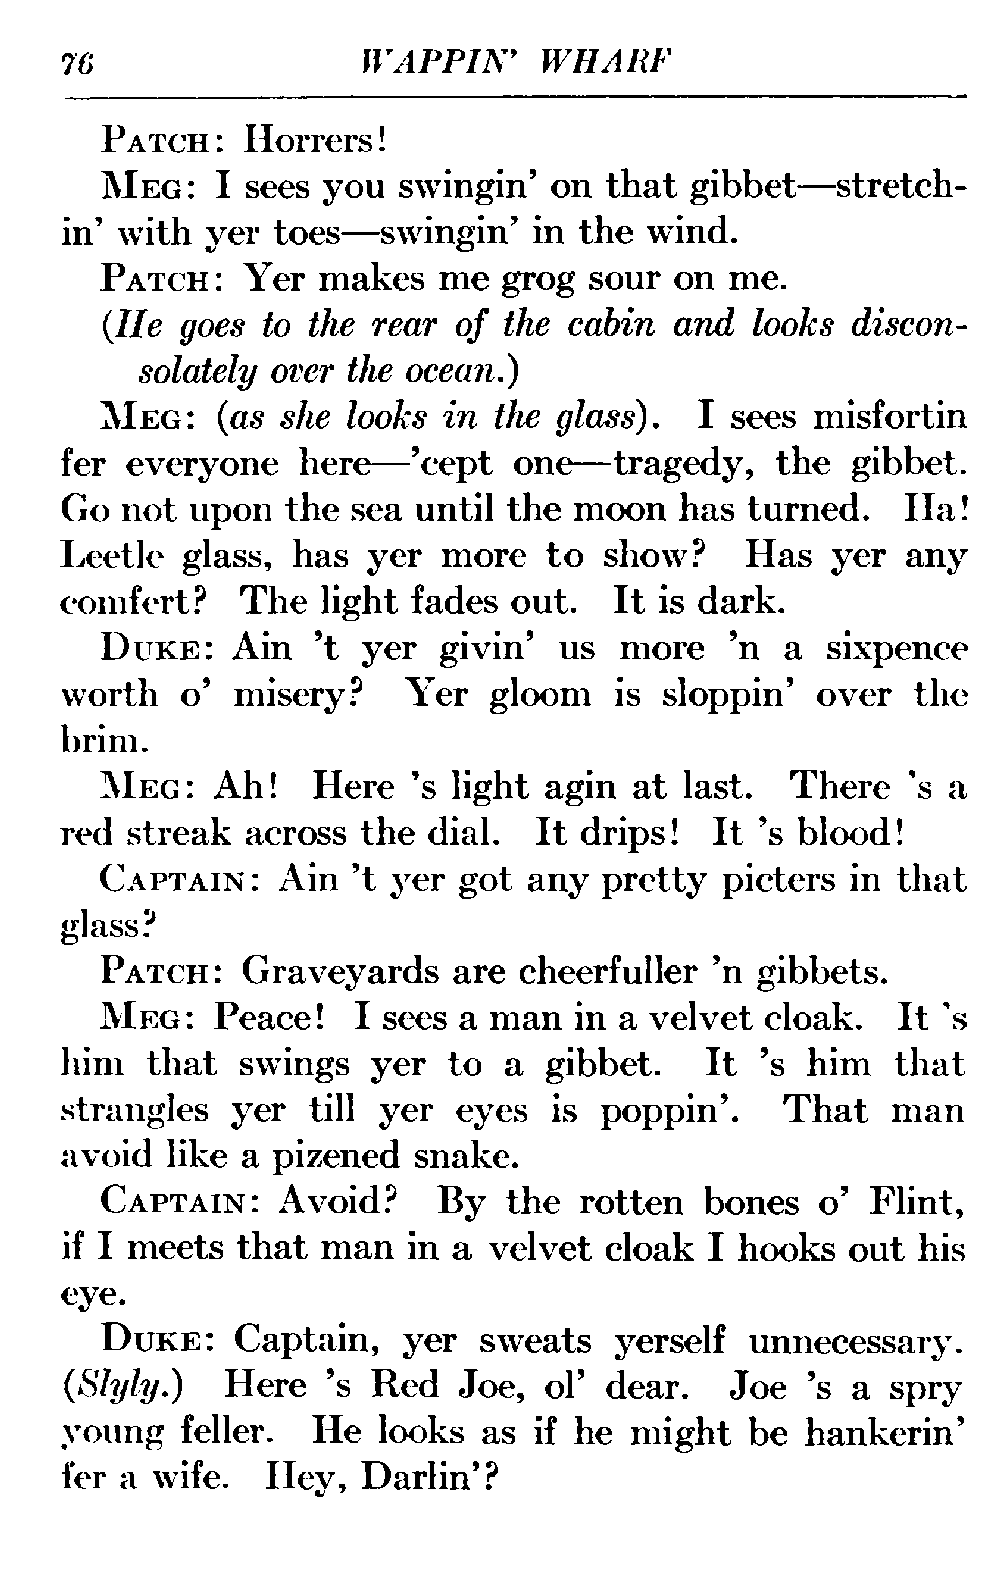 76 WAPPIN' WHARF
PATCH: Horrers!
MEG: I sees you swingin' on that gibbet—stretch-
in' with yer toes—swingin' in the wind.
PATCH: Yer makes me grog sour on me.
(He goes to the rear of the cabin and looks discon-
solately over the ocean.)
MEG: (as she looks in the glass). I sees misfortin
fer everyone here—'cept one—tragedy, the gibbet.
Go not upon the sea until the moon has turned. Ha!
Leetle glass, has yer more to show? Has yer any
comfert? The light fades out. It is dark.
DUKE: Ain 't yer givin' us more 'n a sixpence
worth o' misery? Yer gloom is sloppin' over the
brim.
MEG: Ah! Here 's light agin at last. There 's a
red streak across the dial. It drips! It 's blood!
CAPTAIN: Ain 't yer got any pretty picters in that
glass?
PATCH: Graveyards are cheerfuller 'n gibbets.
MEG: Peace! I sees a man in a velvet cloak. It 's
him that swings yer to a gibbet. It 's him that
strangles yer till yer eyes is poppin'. That man
avoid like a pizened snake.
CAPTAIN: Avoid? By the rotten bones o' Flint,
if I meets that man in a velvet cloak I hooks out his
eye.
DUKE: Captain, yer sweats yerself unnecessary.
(Slyly.) Here 's Red Joe, ol' dear. Joe 's a spry
young feller. He looks as if he might be hankerin'
fer a wife. Hey, Darlin'?